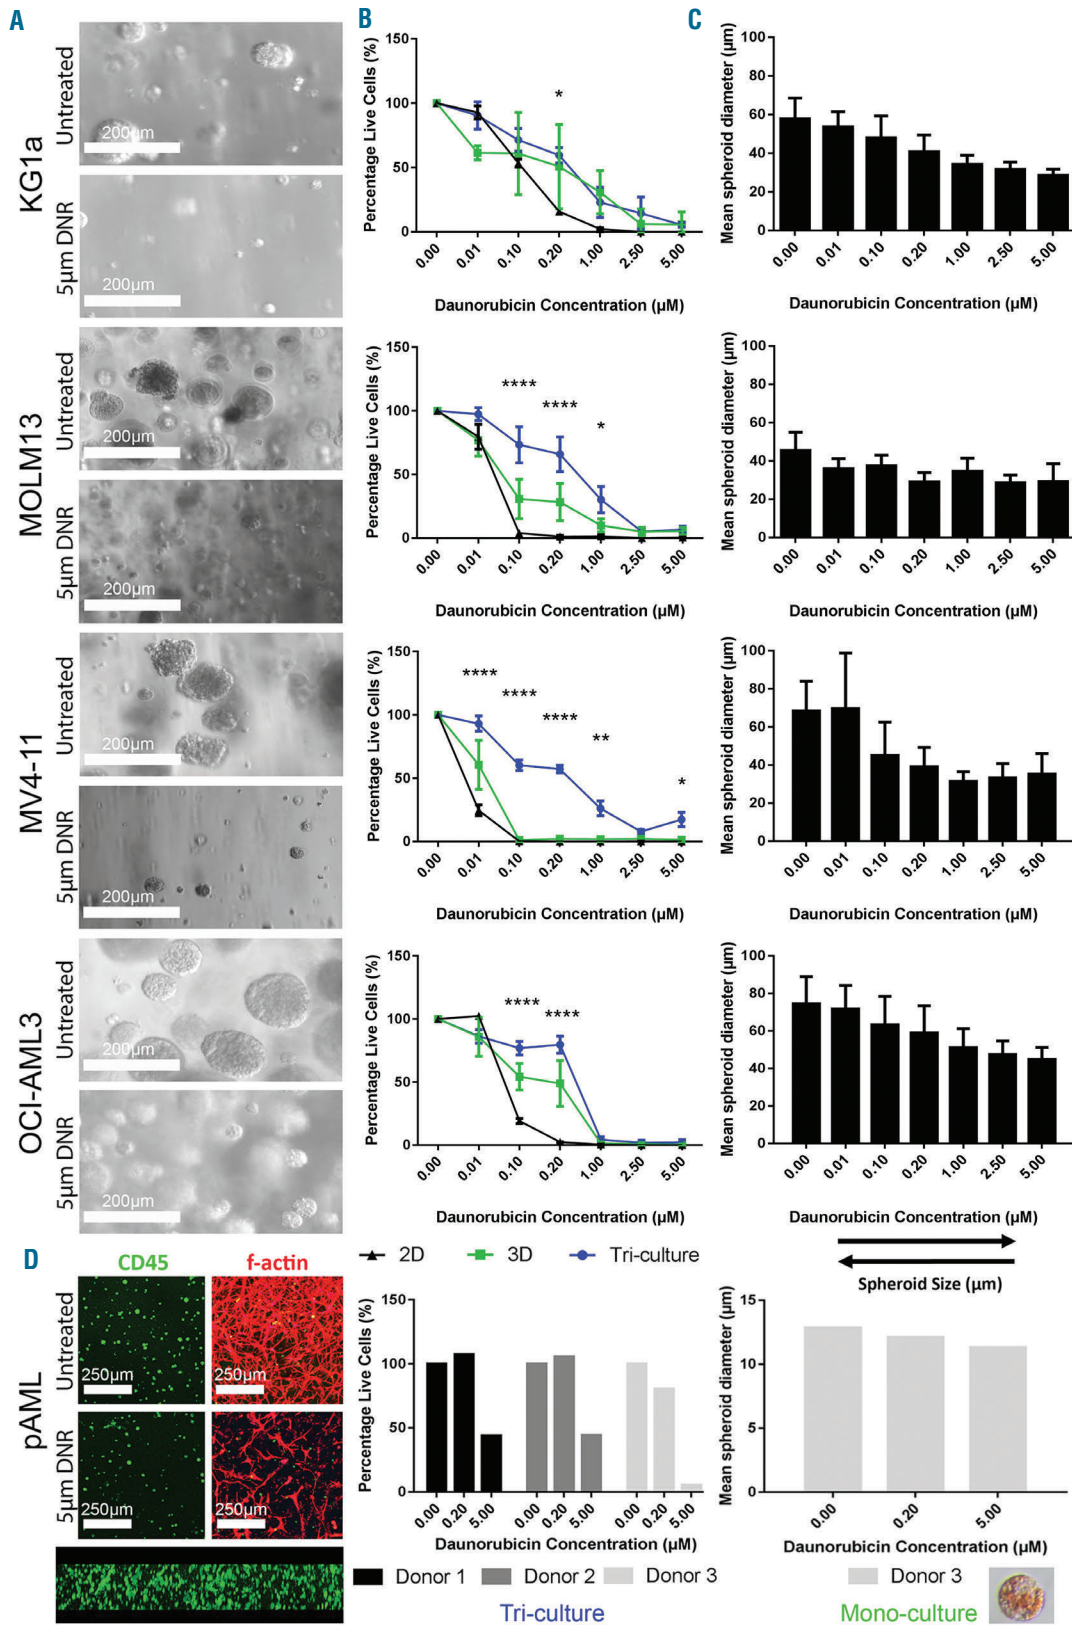 A
B
C
KG1a
Untreated
200µm
5µm DNR
200µm
Percentage Live Cells (%)
150
100
50
0
*
0.00 0.01 0.10 0.20 1.00 2.50 5.00
Daunorubicin Concentration (µM)
Mean spheroid diameter (µm)
100
80
60
40
20
0
0.00 0.01 0.10 0.20 1.00 2.50 5.00
Daunorubicin Concentration (µM)
MOLM13
Untreated
200µm
5µm DNR
200µm
Percentage Live Cells (%)
150
100
50
0
**** **** *
0.00 0.01 0.10 0.20 1.00 2.50 5.00
Daunorubicin Concentration (µM)
Mean spheroid diameter (µm)
100
80
60
40
20
0
0.00 0.01 0.10 0.20 1.00 2.50 5.00
Daunorubicin Concentration (µM)
MV4-11
Untreated
200µm
5µm DNR
200µm
Percentage Live Cells (%)
150
100
50
0
**** **** **** ** *
0.00 0.01 0.10 0.20 1.00 2.50 5.00
Daunorubicin Concentration (µM)
Mean spheroid diameter (µm)
100
80
60
40
20
0
0.00 0.01 0.10 0.20 1.00 2.50 5.00
Daunorubicin Concentration (µM)
OCI-AML3
Untreated
200µm
5µm DNR
200µm
Percentage Live Cells (%)
150
100
50
0
**** ****
0.00 0.01 0.10 0.20 1.00 2.50 5.00
Daunorubicin Concentration (µM)
Mean spheroid diameter (µm)
100
80
60
40
20
0
0.00 0.01 0.10 0.20 1.00 2.50 5.00
Daunorubicin Concentration (µM)
2D 3D Tri-culture
Spheroid Size (µm)
D
CD45 f-actin
pAML
Untreated
250µm 250µm
5µm DNR
250µm 250µm
Percentage Live Cells (%)
150
100
50
0
0.00 0.20 5.00 0.00 0.20 5.00 0.00 0.20 5.00
Daunorubicin Concentration (µM)
Donor 1 Donor 2 Donor 3
Tri-culture
Mean spheroid diameter (µm)
15
10
5
0
0.00 0.20 5.00
Daunorubicin Concentration (µM)
Donor 3
Mono-culture